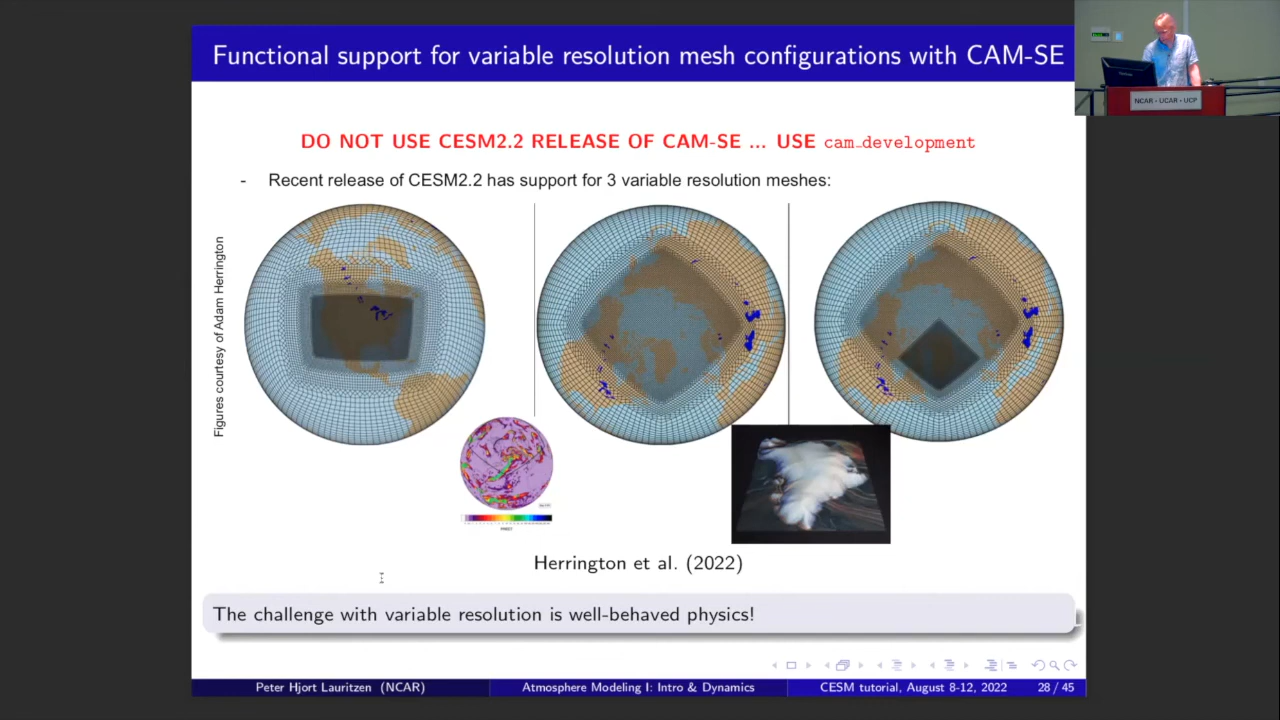 Functional support for variable resolution mesh configurations with CAM-SE
NCAR • UCAR • UCP
DO NOT USE CESM2.2 RELEASE OF CAM-SE ... USE cam_development
- Recent release of CESM2.2 has support for 3 variable resolution meshes:
Figures courtesy of Adam Herrington
Herrington et al. (2022)
The challenge with variable resolution is well-behaved physics!
Peter Hjort Lauritzen (NCAR)
Atmosphere Modeling I: Intro & Dynamics
CESM tutorial, August 8-12, 2022
28 / 45